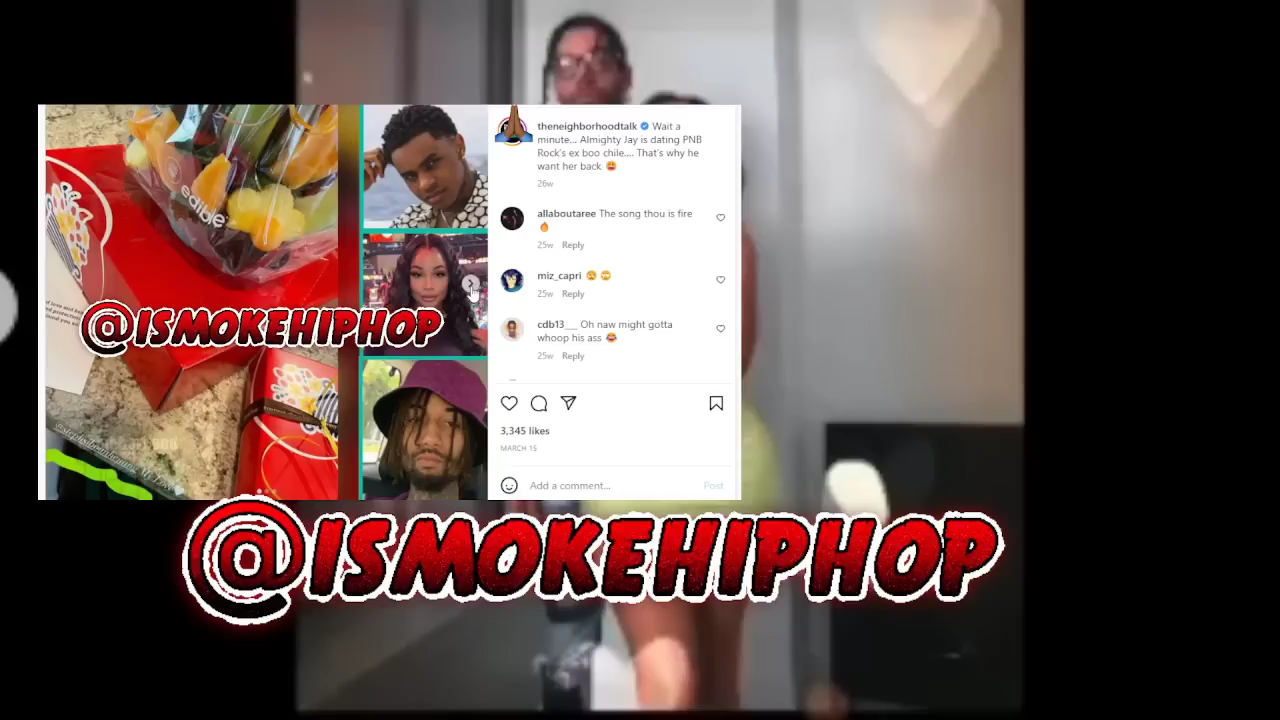 theneighborhoodtalk Wait a
minute... Almighty Jay is dating PNB
Rock's ex boo chile.... That's why he
want her back 😩
26w
allaboutaree The song thou is fire
🔥
25w Reply
miz_capri
25w Reply
cdb13___ Oh naw might gotta
whoop his ass 😂
25w Reply
3,345 likes
MARCH 15
Add a comment... Post
edible
@ISMOKEHIPHOP
@ISMOKEHIPHOP